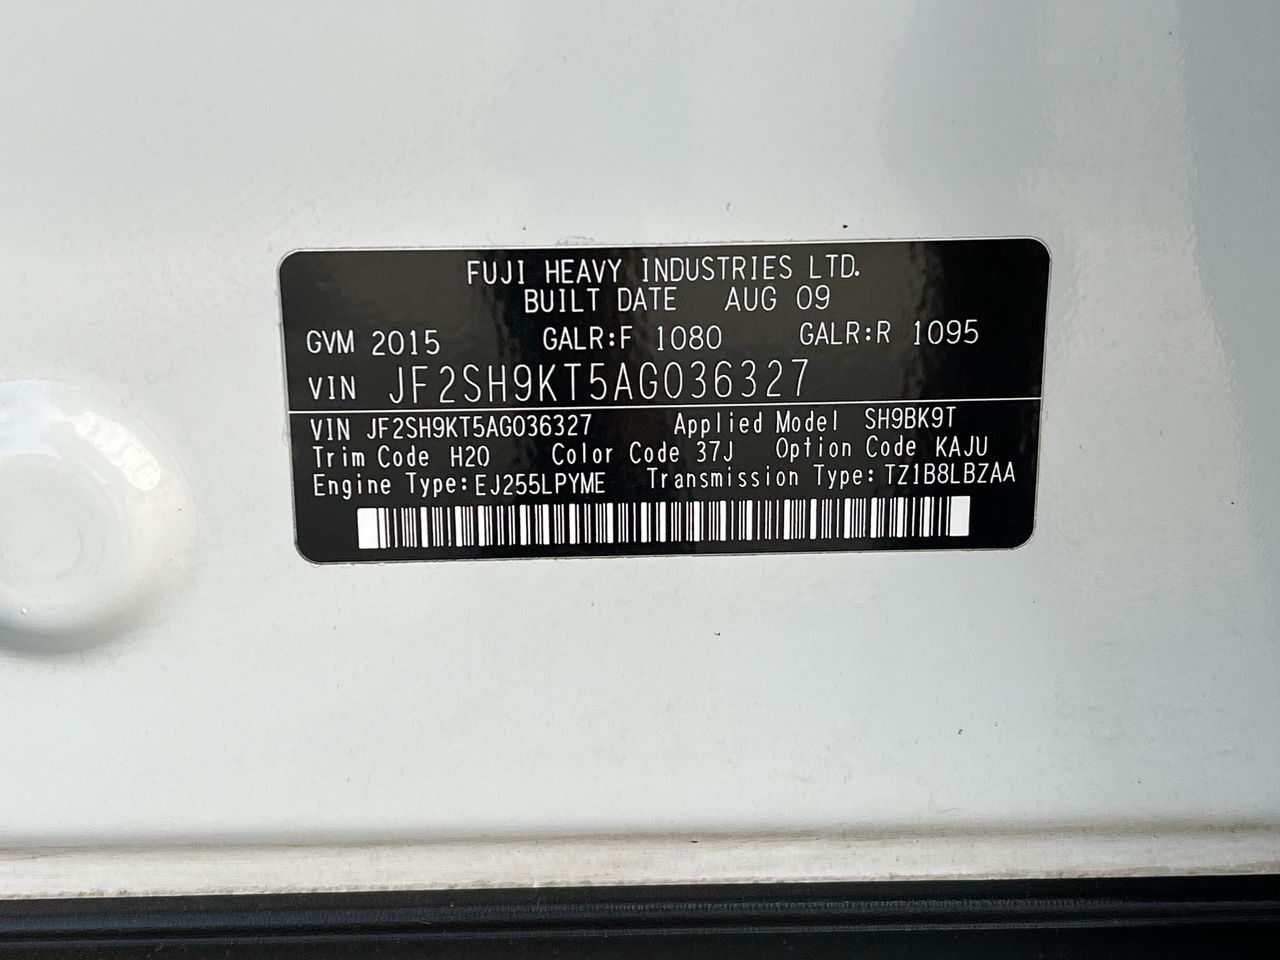 FUJI HEAVY INDUSTRIES LTD.
BUILT DATE AUG 09
GVM 2015 GALR:F 1080 GALR:R 1095
VIN JF2SH9KT5AG036327
VIN JF2SH9KT5AG036327 Applied Model SH9BK9T
Trim Code H20 Color Code 37J Option Code KAJU
Engine Type:EJ255LPYME Transmission Type:TZ1B8LBZAA